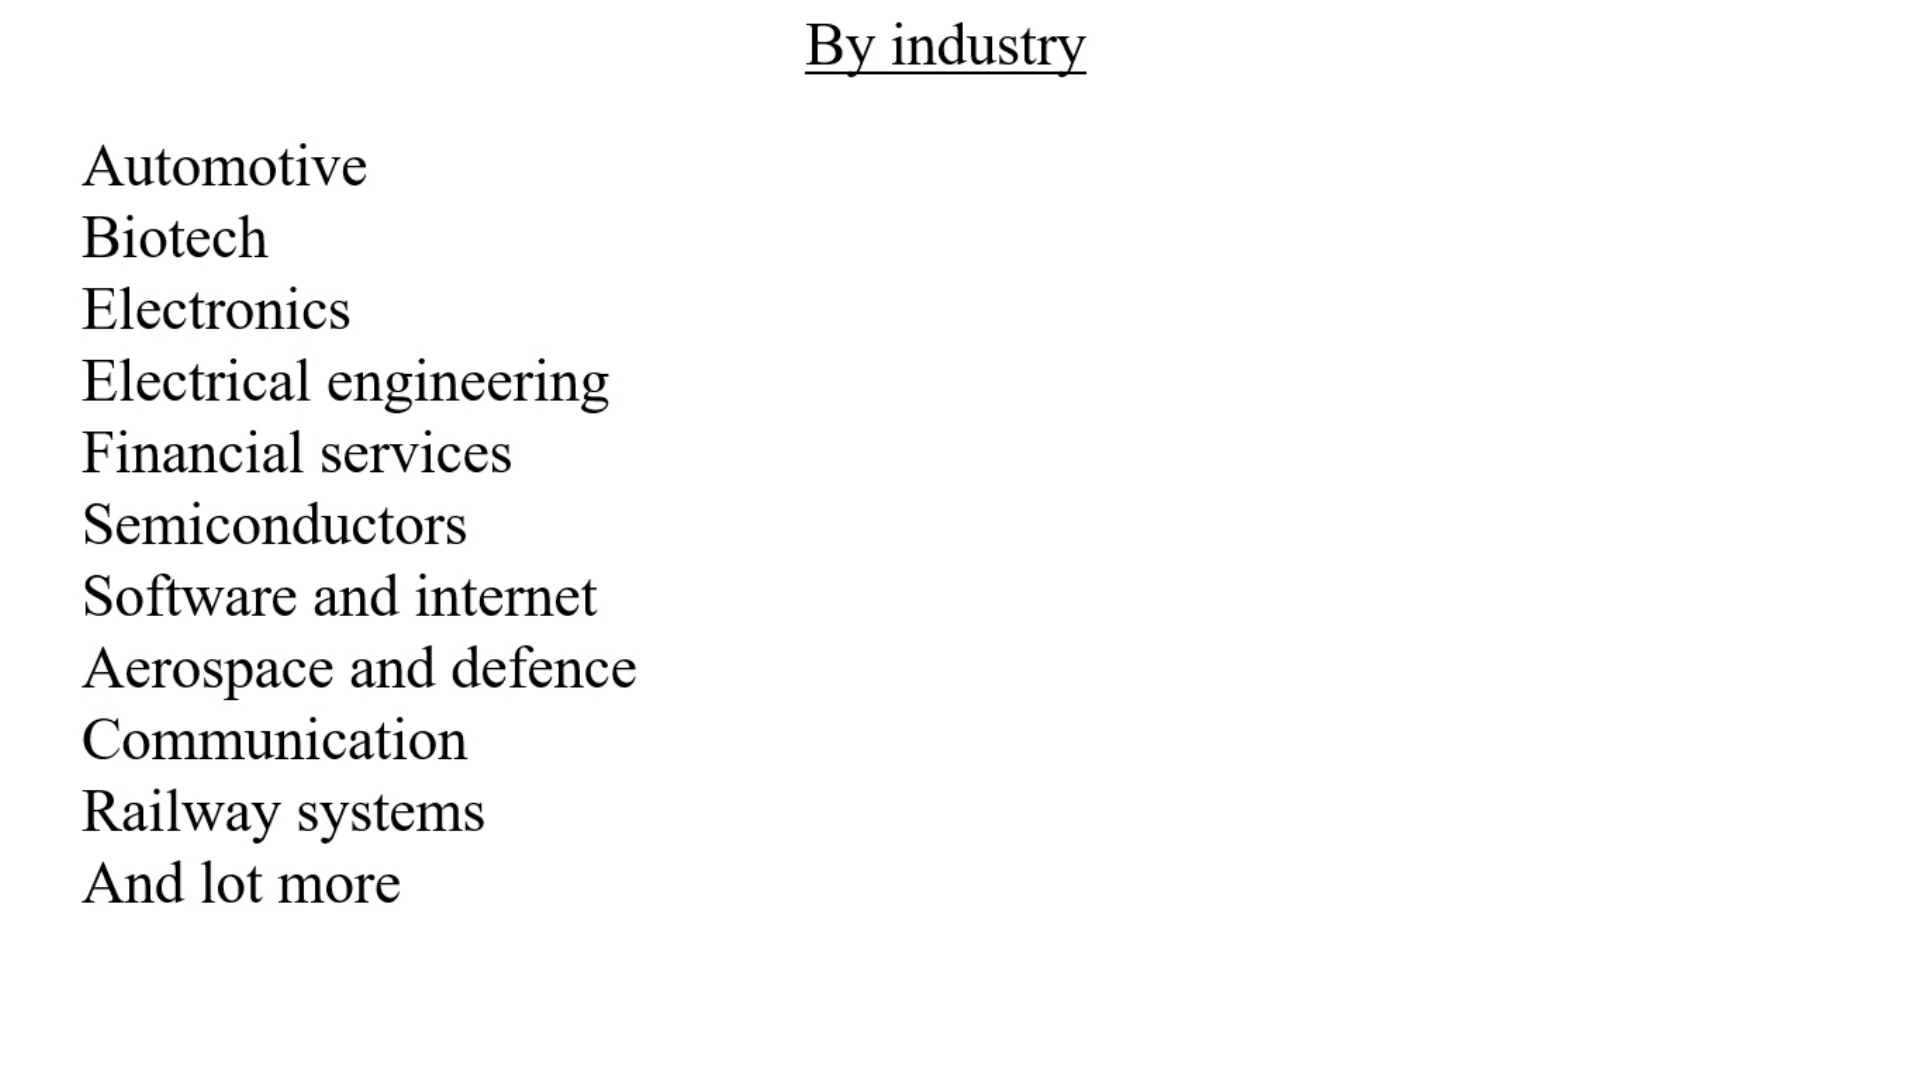 By industry
Automotive
Biotech
Electronics
Electrical engineering
Financial services
Semiconductors
Software and internet
Aerospace and defence
Communication
Railway systems
And lot more